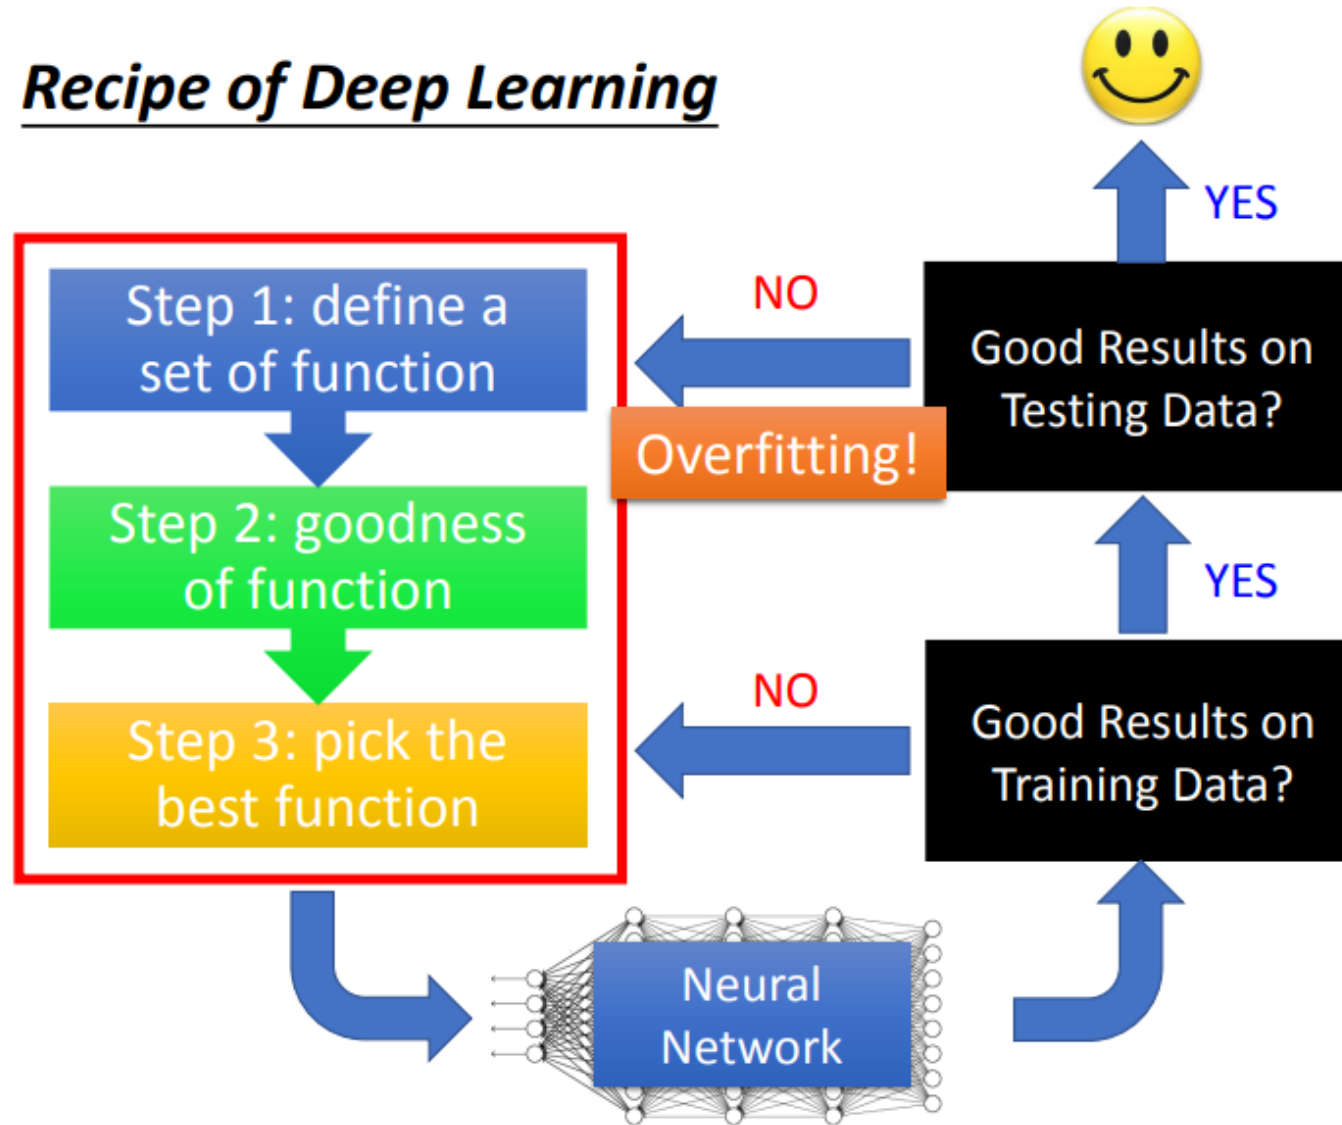 Recipe of Deep Learning
YES
Step 1: define a
set of function
NO
Good Results on
Testing Data?
Overfitting!
Step 2: goodness
of function
YES
Step 3: pick the
best function
NO
Good Results on
Training Data?
Neural
Network